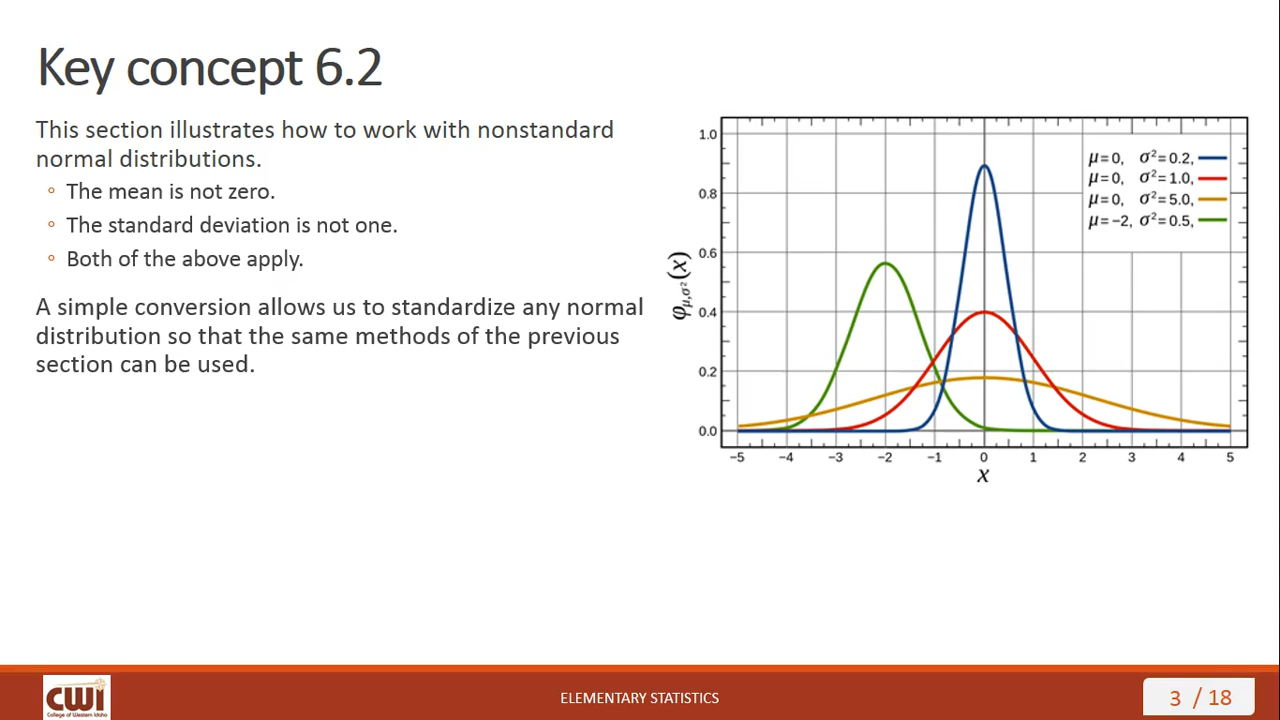 Key concept 6.2
This section illustrates how to work with nonstandard
normal distributions.
◦ The mean is not zero.
◦ The standard deviation is not one.
◦ Both of the above apply.
A simple conversion allows us to standardize any normal
distribution so that the same methods of the previous
section can be used.
φμ,σ²(x)
1.0
0.8
0.6
0.4
0.2
0.0
μ=0, σ²=0.2,
μ=0, σ²=1.0,
μ=0, σ²=5.0,
μ=−2, σ²=0.5,
−5 −4 −3 −2 −1 0 1 2 3 4 5
x
CWI
College of Western Idaho
ELEMENTARY STATISTICS
3 / 18